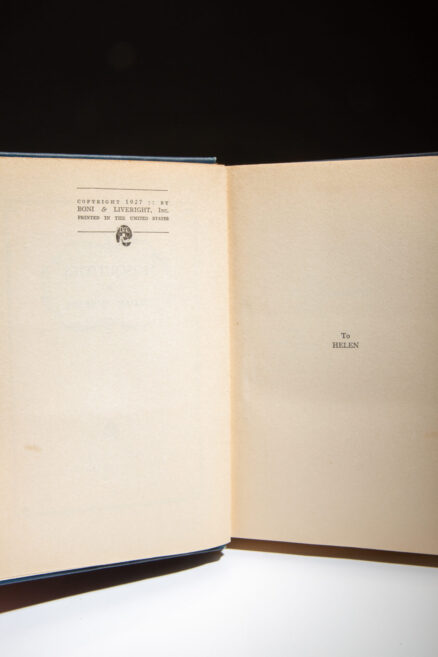 COPYRIGHT 1927 :: BY
BONI & LIVERIGHT, INC.
PRINTED IN THE UNITED STATES
To
HELEN